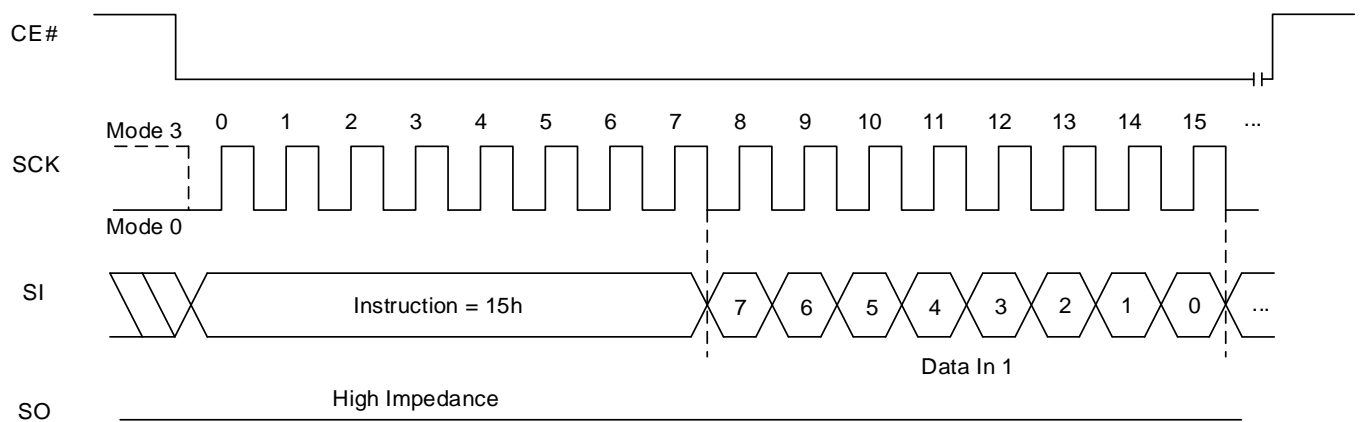 CE#
Mode 3 0 1 2 3 4 5 6 7 8 9 10 11 12 13 14 15 ...
SCK
Mode 0
SI Instruction = 15h 7 6 5 4 3 2 1 0 ...
Data In 1
High Impedance
SO